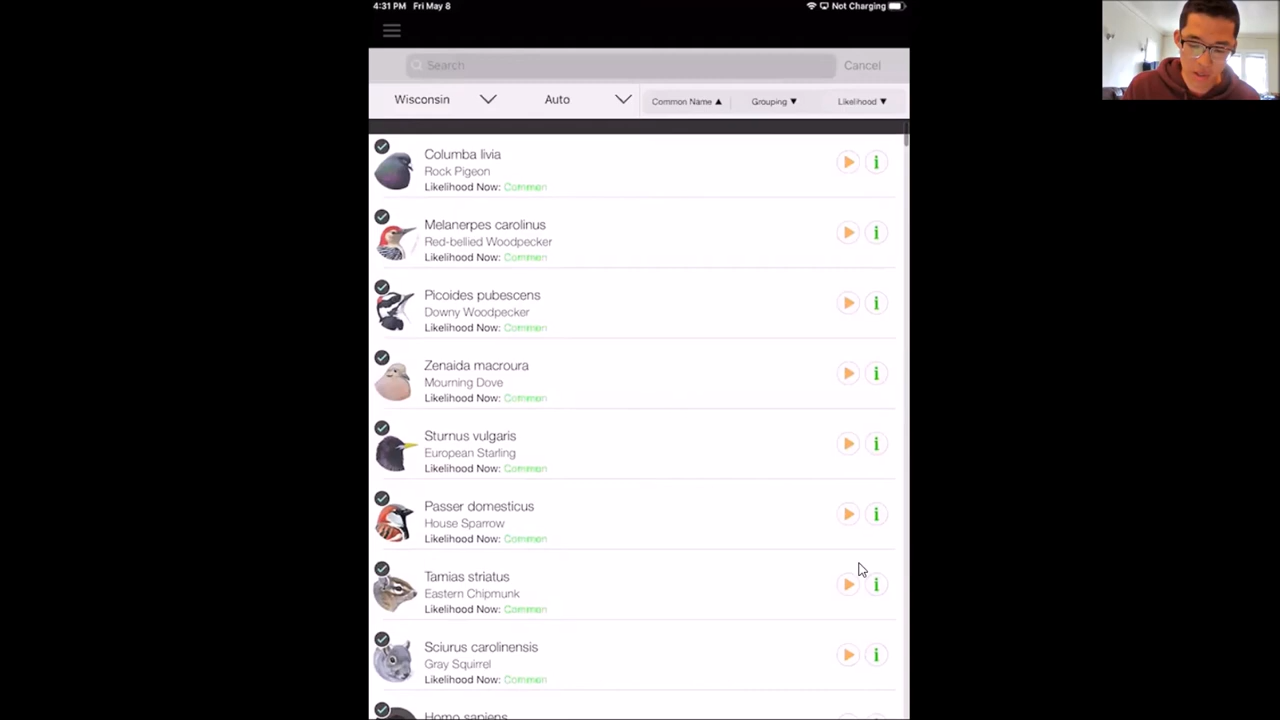 4:31 PM Fri May 8
Not Charging
Search
Cancel
Wisconsin
Auto
Common Name ▲
Grouping ▼
Likelihood ▼
Columba livia
Rock Pigeon
Likelihood Now: Common
Melanerpes carolinus
Red-bellied Woodpecker
Likelihood Now: Common
Picoides pubescens
Downy Woodpecker
Likelihood Now: Common
Zenaida macroura
Mourning Dove
Likelihood Now: Common
Sturnus vulgaris
European Starling
Likelihood Now: Common
Passer domesticus
House Sparrow
Likelihood Now: Common
Tamias striatus
Eastern Chipmunk
Likelihood Now: Common
Sciurus carolinensis
Gray Squirrel
Likelihood Now: Common
Homo sapiens